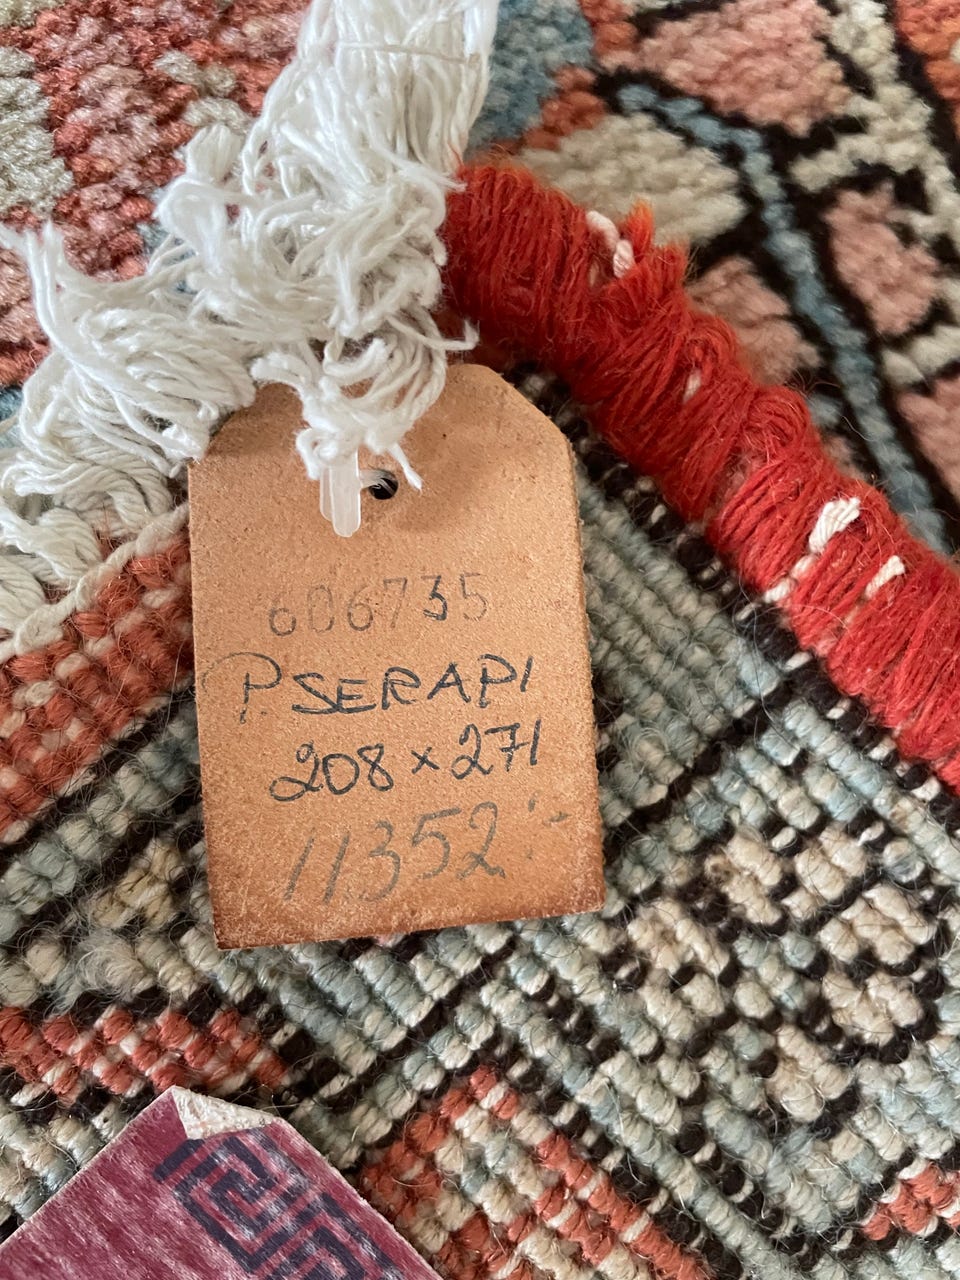 606735
P. SERAPI
208 x 271
11352:-